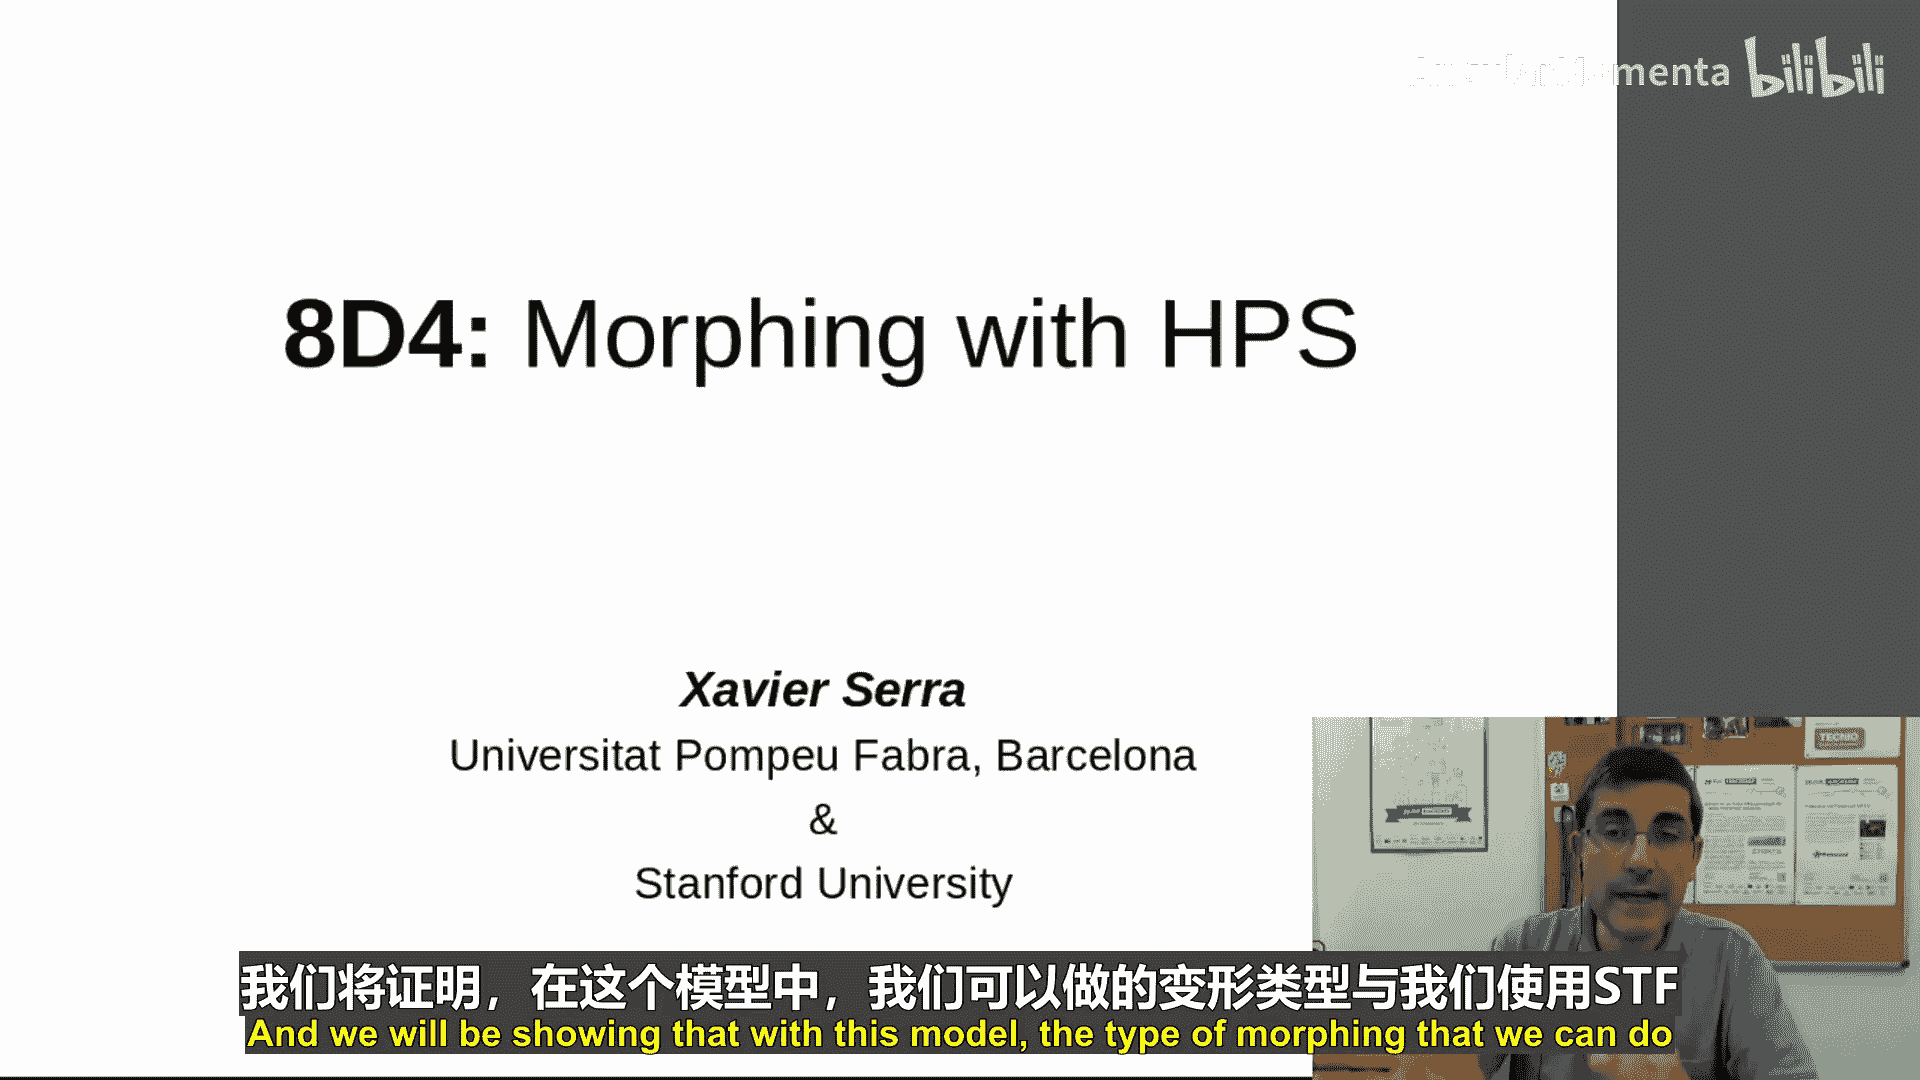 menta bilibili
8D4: Morphing with HPS
Xavier Serra
Universitat Pompeu Fabra, Barcelona
&
Stanford University
TECNIO
我们将证明，在这个模型中，我们可以做的变形类型与我们使用STF
And we will be showing that with this model, the type of morphing that we can do